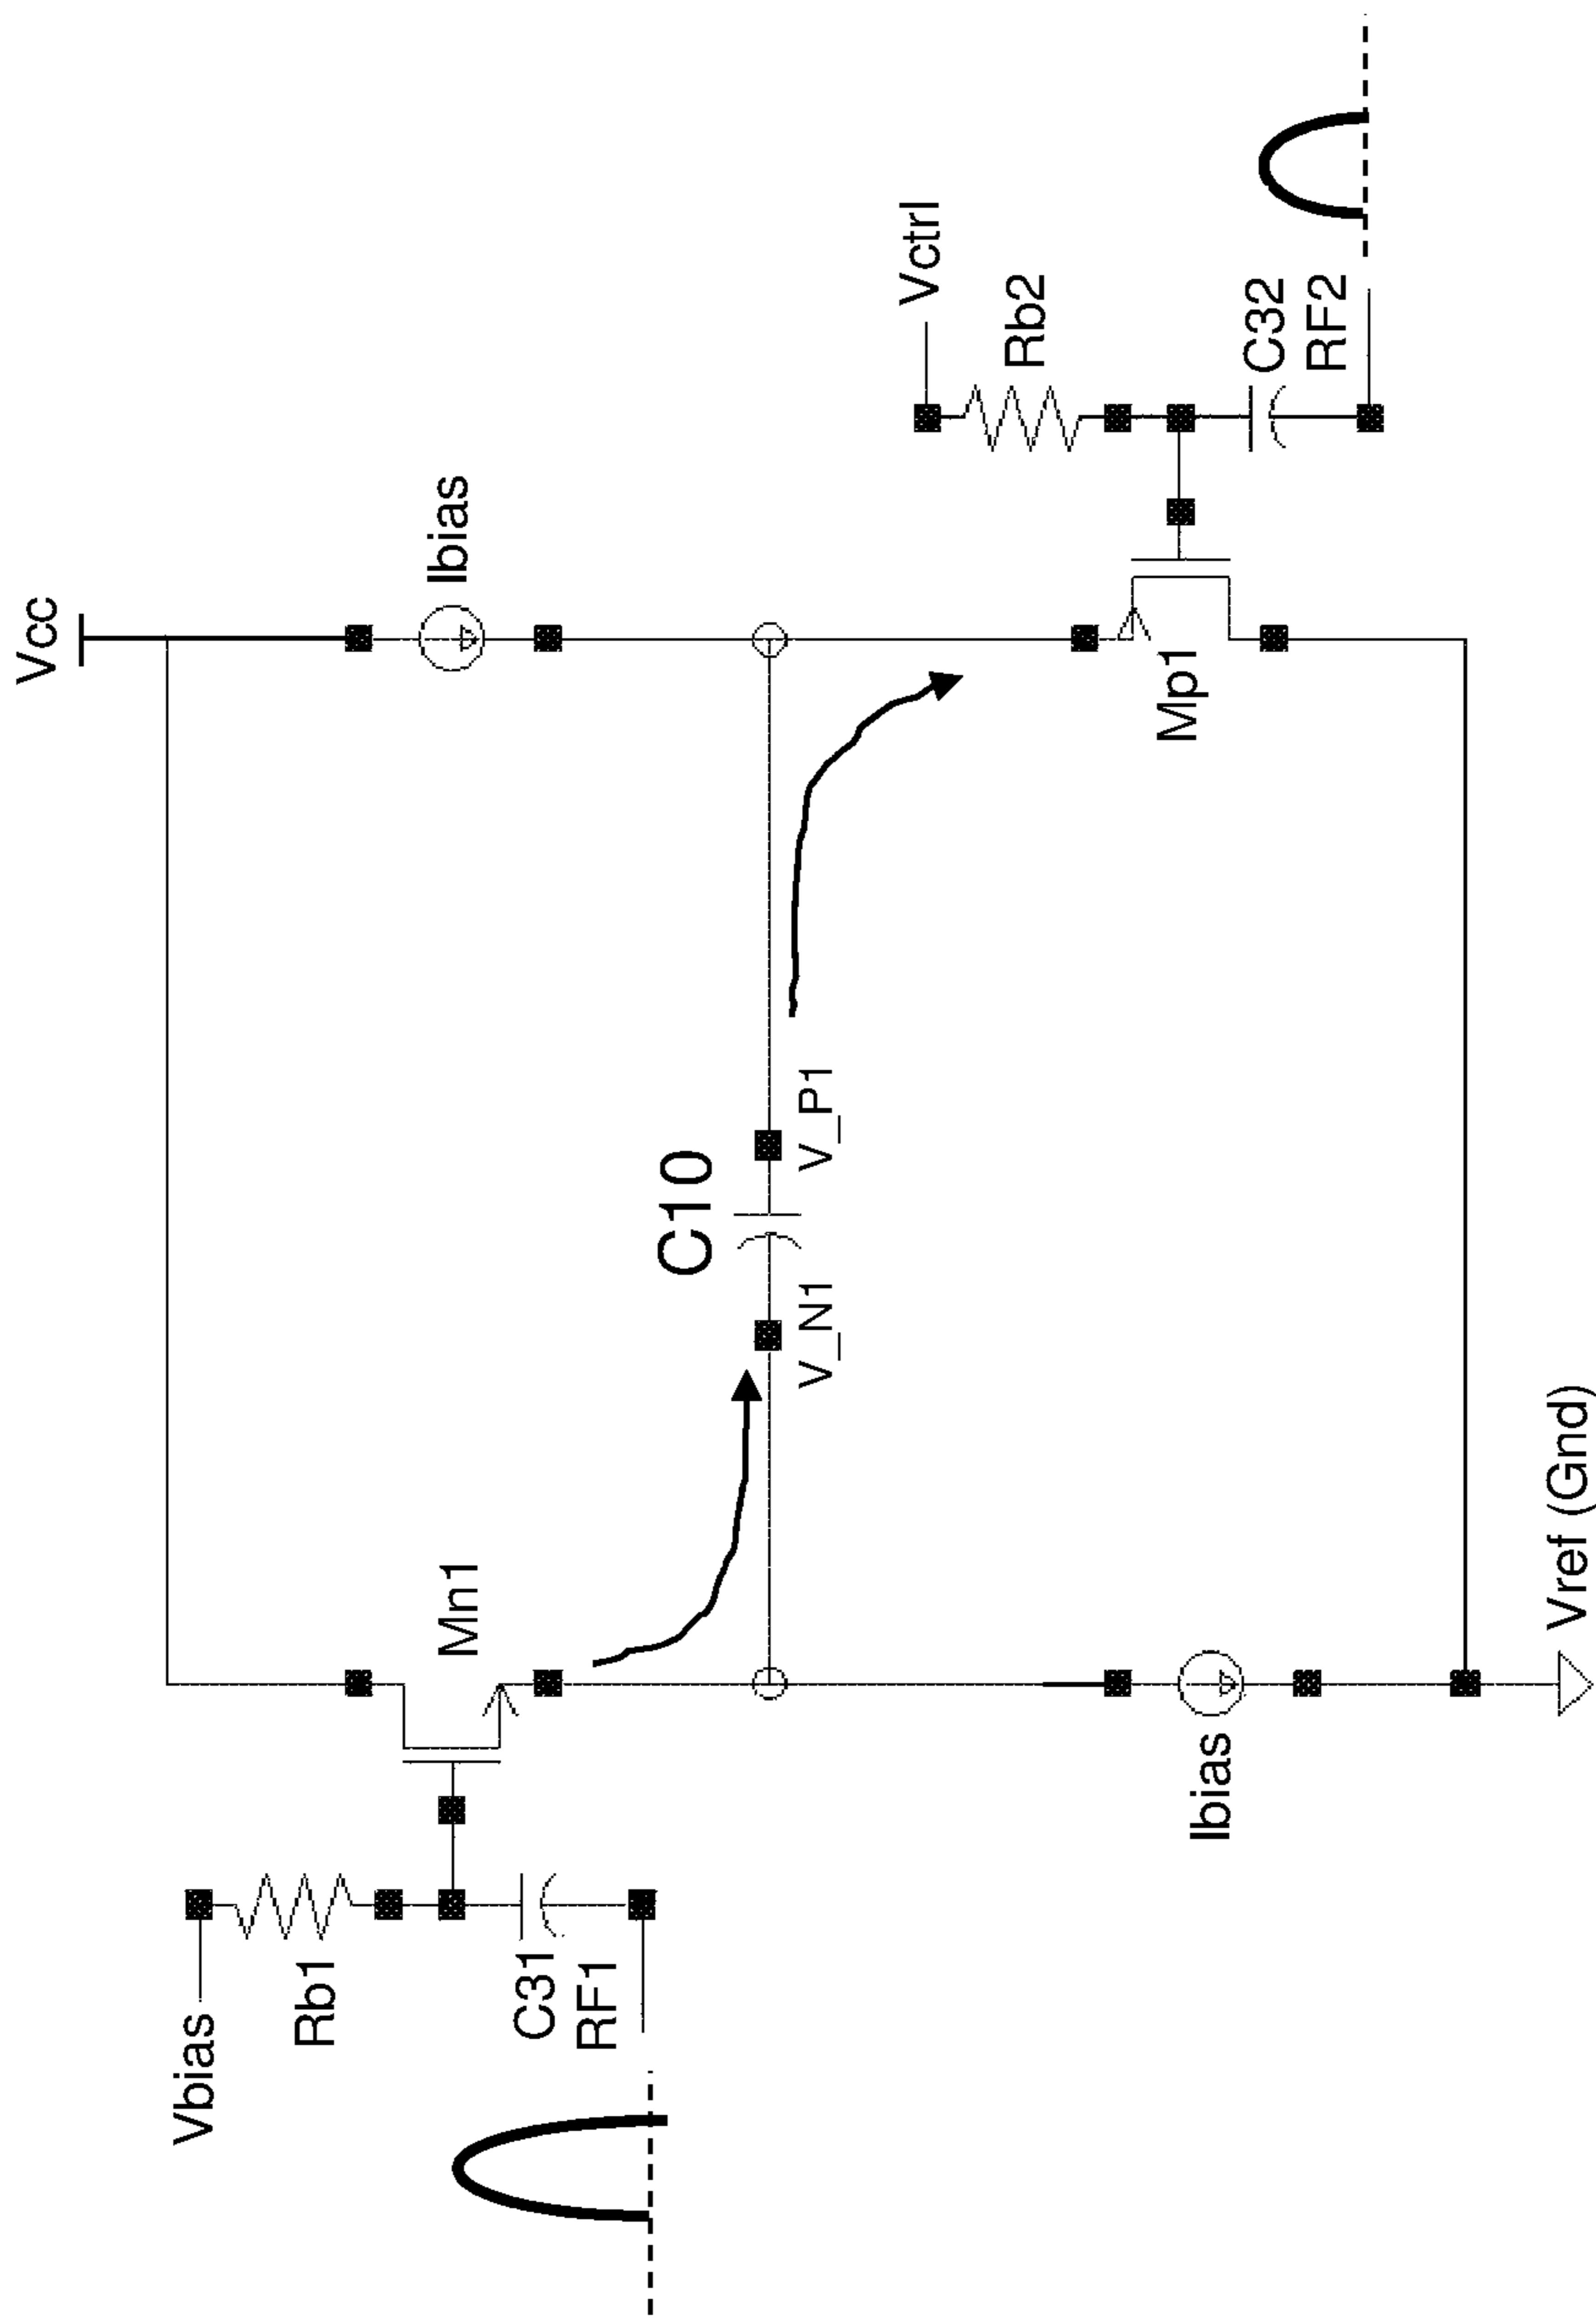 Vcc
Ibias
Vctrl
Rb2
C32
RF2
Mp1
C10
V_P1
V_N1
Mn1
Vbias
Rb1
C31
RF1
Ibias
Vref (Gnd)